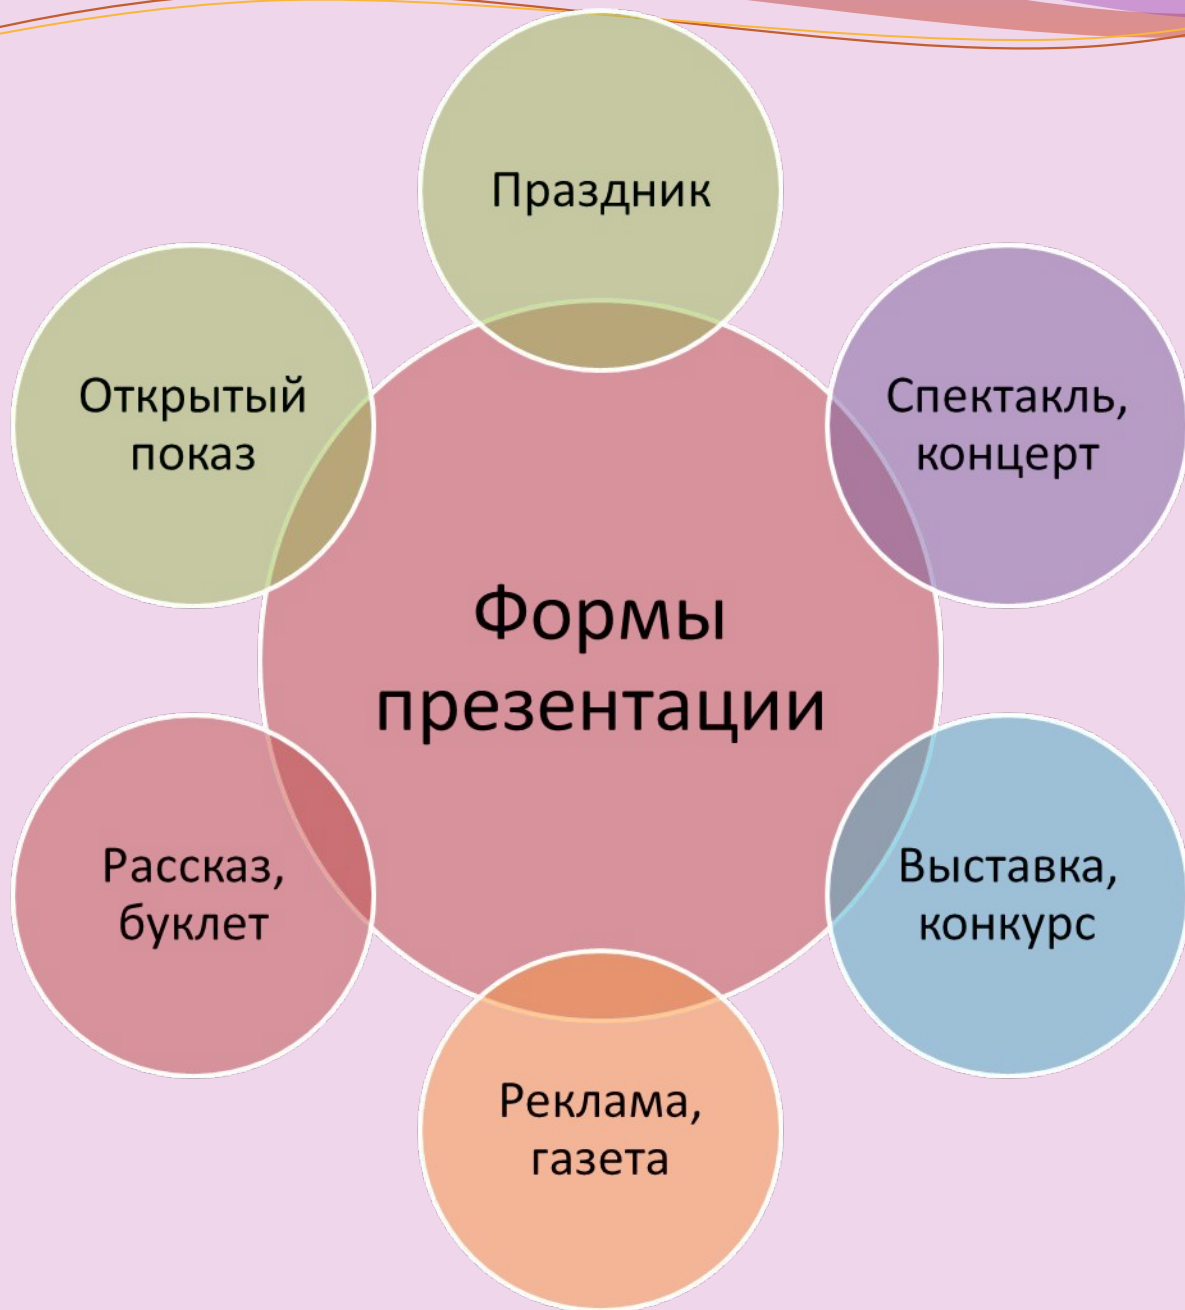 Праздник
Открытый
показ
Спектакль,
концерт
Формы
презентации
Рассказ,
буклет
Выставка,
конкурс
Реклама,
газета